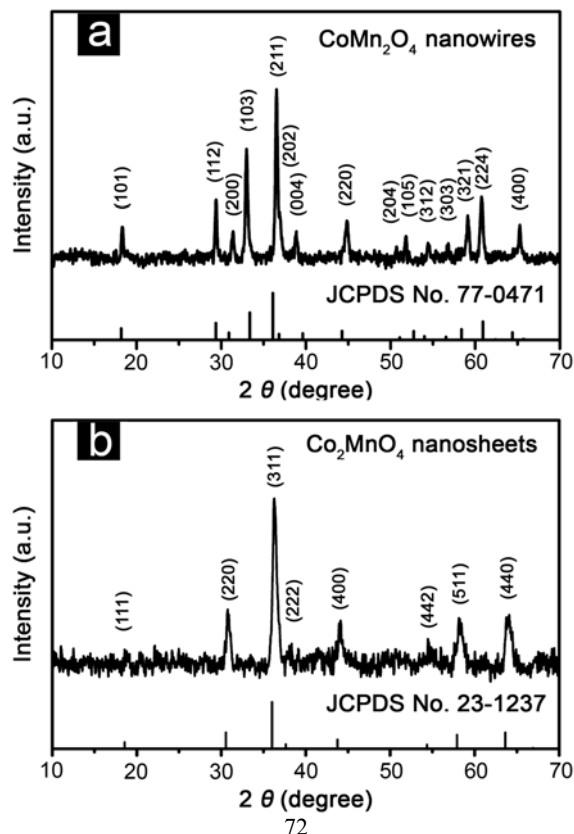 a
CoMn₂O₄ nanowires
Intensity (a.u.)
(101)
(112)
(200)
(103)
(211)
(202)
(004)
(220)
(204)
(105)
(312)
(303)
(321)
(224)
(400)
JCPDS No. 77-0471
10 20 30 40 50 60 70
2 θ (degree)
b
Co₂MnO₄ nanosheets
Intensity (a.u.)
(111)
(220)
(311)
(222)
(400)
(442)
(511)
(440)
JCPDS No. 23-1237
10 20 30 40 50 60 70
2 θ (degree)
72